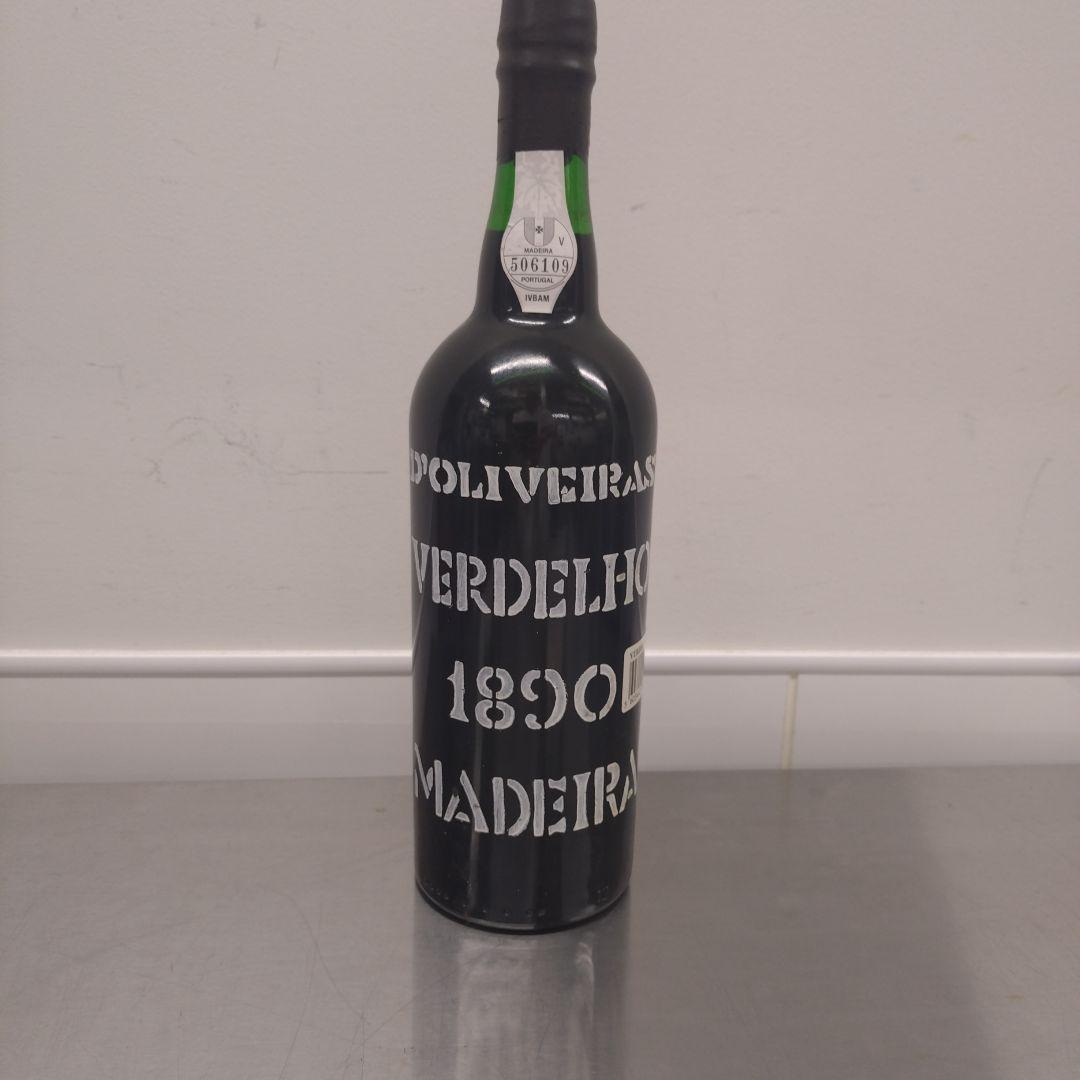 V
MADEIRA
506109
PORTUGAL
IVBAM
D'OLIVEIRAS
VERDELHO
1890
MADEIRA